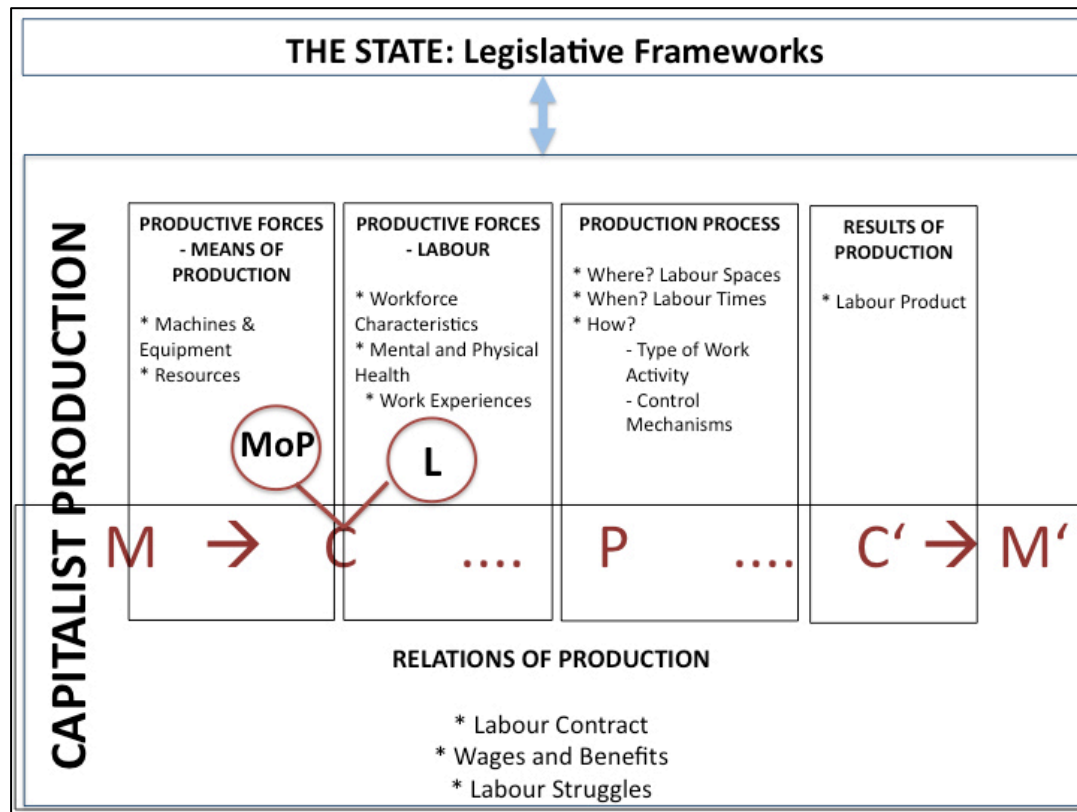 THE STATE: Legislative Frameworks
CAPITALIST PRODUCTION
PRODUCTIVE FORCES
- MEANS OF
PRODUCTION
* Machines &
Equipment
* Resources
PRODUCTIVE FORCES
- LABOUR
* Workforce
Characteristics
* Mental and Physical
Health
* Work Experiences
PRODUCTION PROCESS
* Where? Labour Spaces
* When? Labour Times
* How?
- Type of Work
Activity
- Control
Mechanisms
RESULTS OF
PRODUCTION
* Labour Product
MoP
L
M → C .... P .... C‘ → M‘
RELATIONS OF PRODUCTION
* Labour Contract
* Wages and Benefits
* Labour Struggles